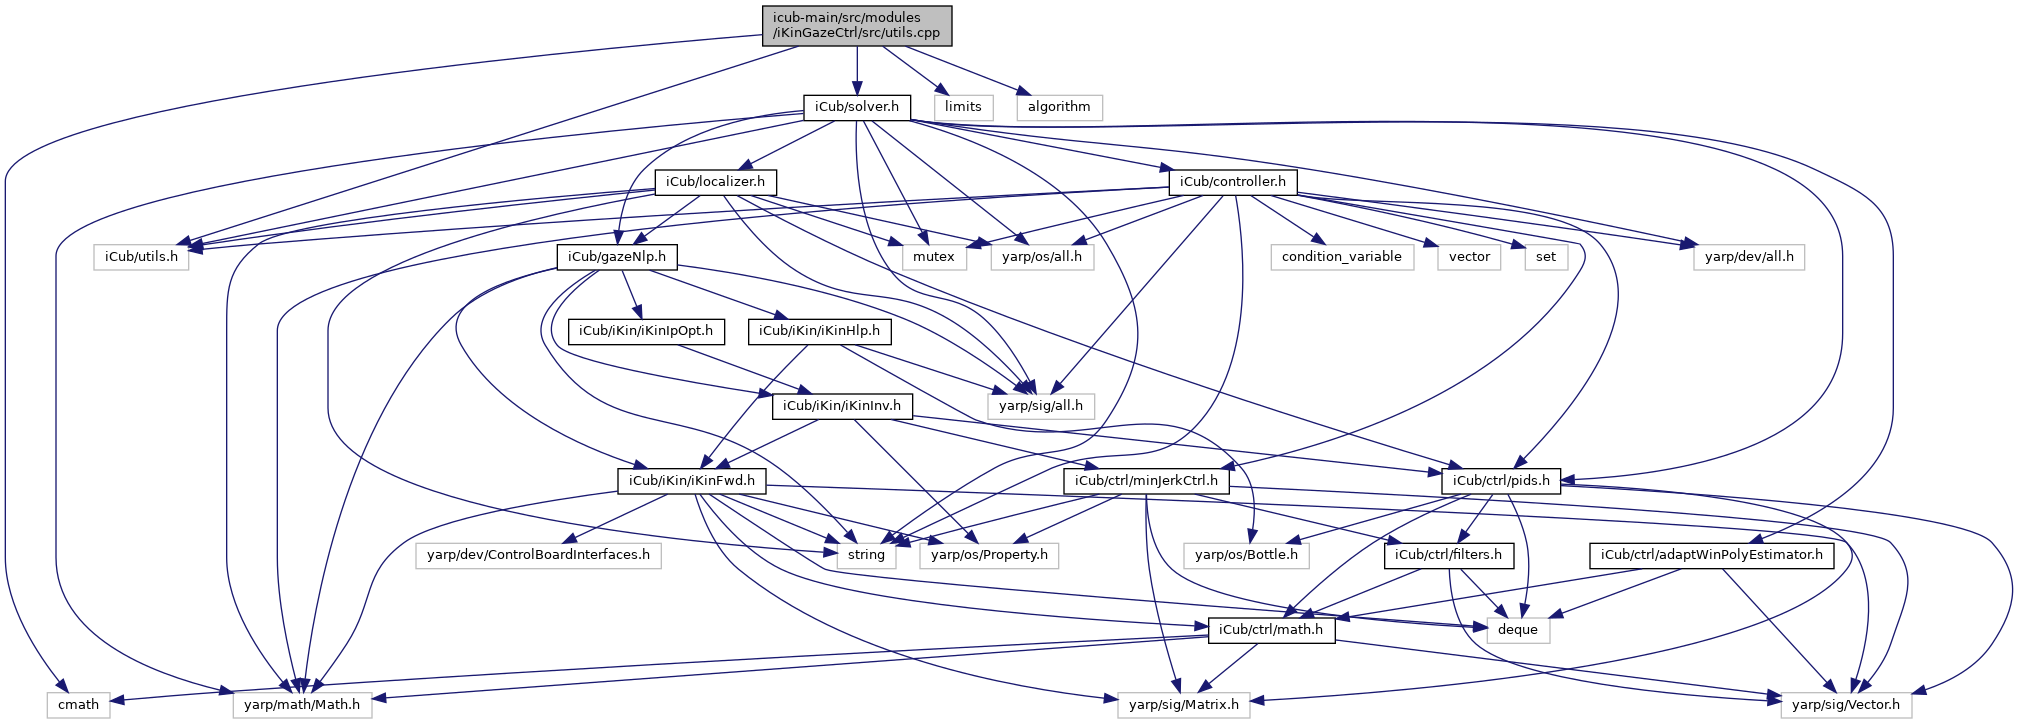 icub-main/src/modules
/iKinGazeCtrl/src/utils.cpp
iCub/solver.h
limits
algorithm
iCub/localizer.h
iCub/controller.h
iCub/utils.h
iCub/gazeNlp.h
mutex
yarp/os/all.h
condition_variable
vector
set
yarp/dev/all.h
iCub/iKin/iKinIpOpt.h
iCub/iKin/iKinHlp.h
iCub/iKin/iKinInv.h
yarp/sig/all.h
iCub/iKin/iKinFwd.h
iCub/ctrl/minJerkCtrl.h
iCub/ctrl/pids.h
yarp/dev/ControlBoardInterfaces.h
string
yarp/os/Property.h
yarp/os/Bottle.h
iCub/ctrl/filters.h
iCub/ctrl/adaptWinPolyEstimator.h
iCub/ctrl/math.h
deque
cmath
yarp/math/Math.h
yarp/sig/Matrix.h
yarp/sig/Vector.h